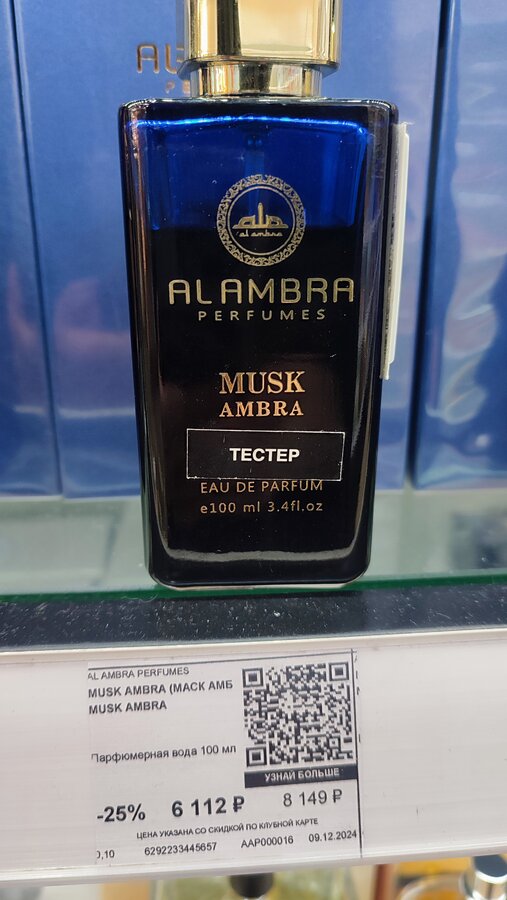 al ambra
ALAMBRA
PERFUMES
MUSK
AMBRA
ТЕСТЕР
EAU DE PARFUM
e100 ml 3.4fl.oz
AL AMBRA PERFUMES
MUSK AMBRA (МАСК АМБ
MUSK AMBRA
Парфюмерная вода 100 мл
УЗНАЙ БОЛЬШЕ
-25% 6 112 ₽ 8 149 ₽
ЦЕНА УКАЗАНА СО СКИДКОЙ ПО КЛУБНОЙ КАРТЕ
0,10 6292233445657 AAP000016 09.12.2024